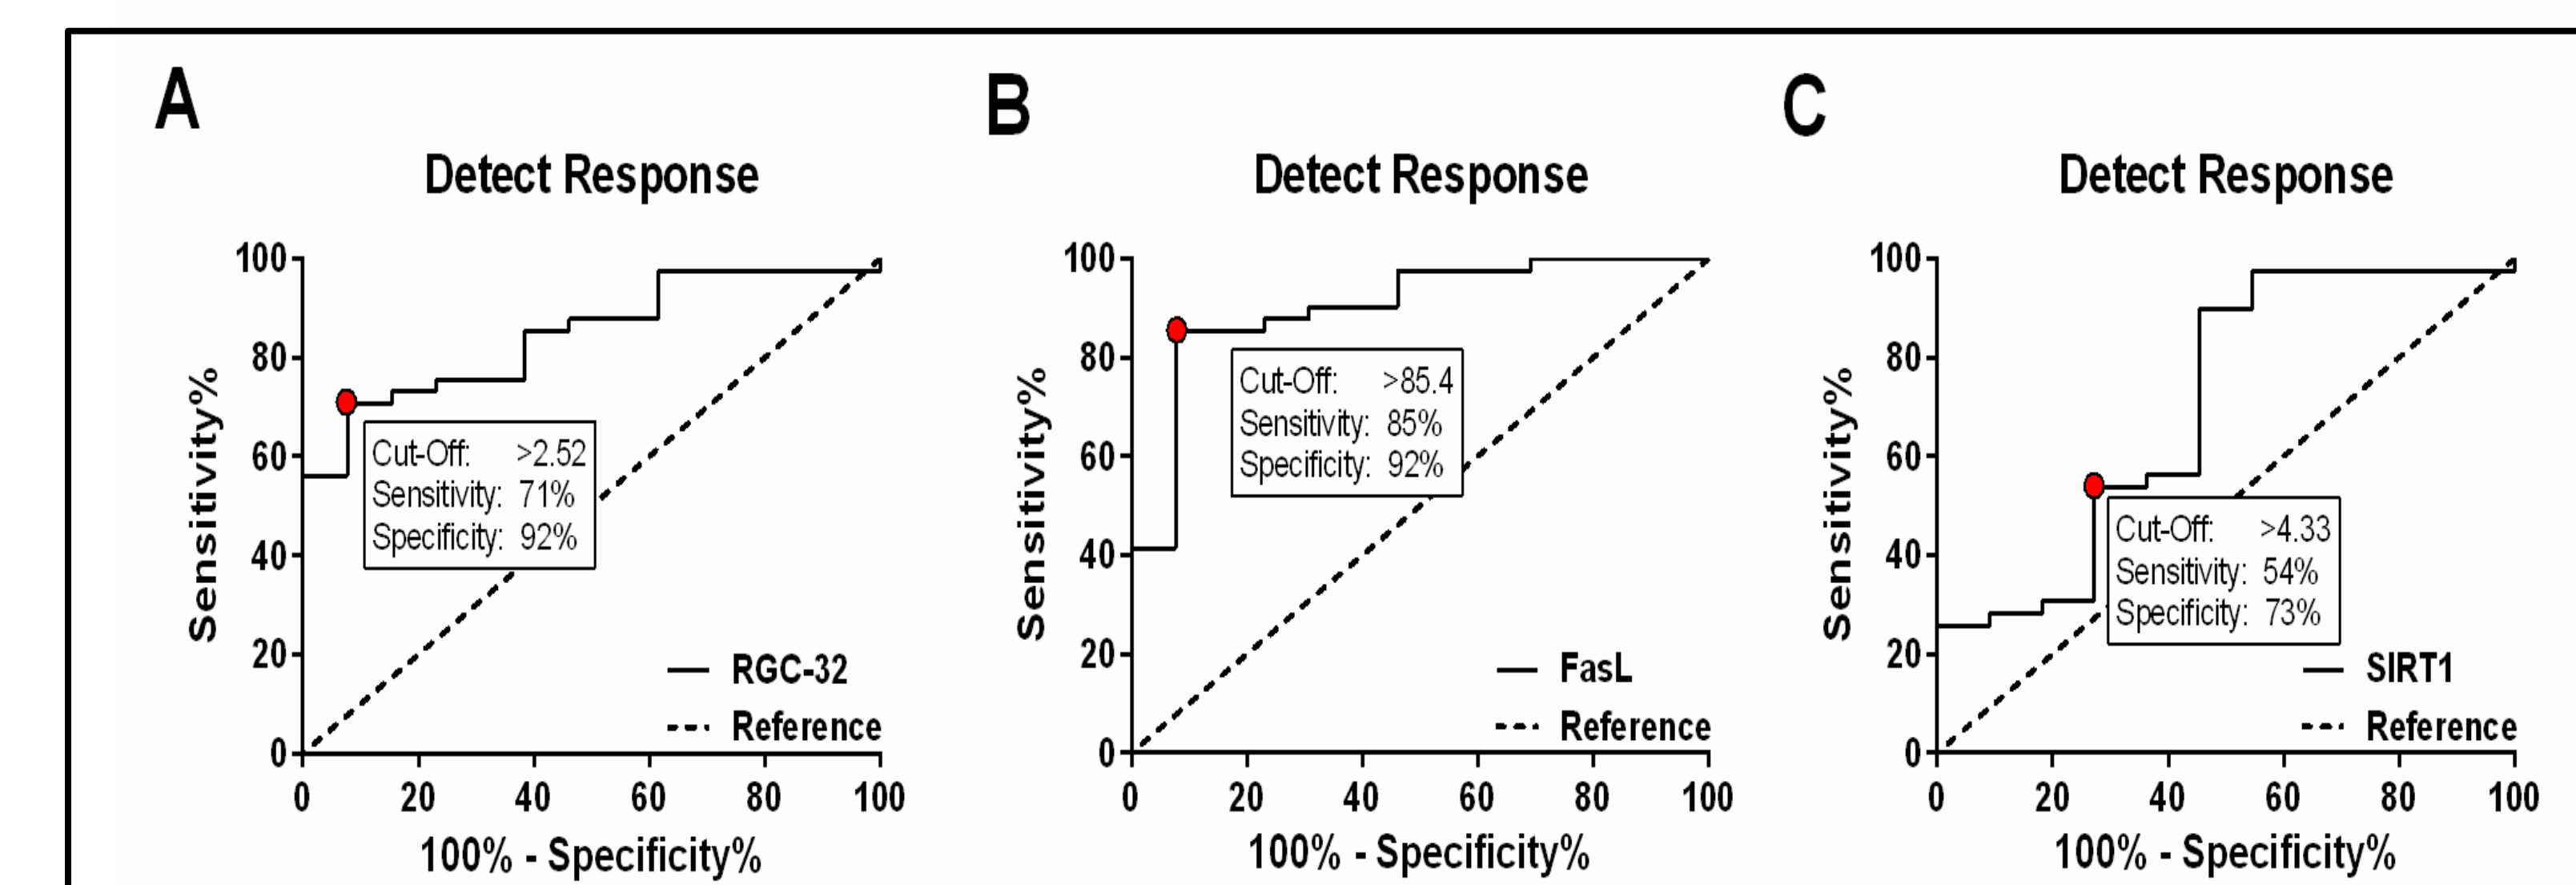 A
Detect Response
Sensitivity%
100
80
60
40
20
0
Cut-Off: >2.52
Sensitivity: 71%
Specificity: 92%
RGC-32
Reference
0 20 40 60 80 100
100% - Specificity%
B
Detect Response
Sensitivity%
100
80
60
40
20
0
Cut-Off: >85.4
Sensitivity: 85%
Specificity: 92%
FasL
Reference
0 20 40 60 80 100
100% - Specificity%
C
Detect Response
Sensitivity%
100
80
60
40
20
0
Cut-Off: >4.33
Sensitivity: 54%
Specificity: 73%
SIRT1
Reference
0 20 40 60 80 100
100% - Specificity%